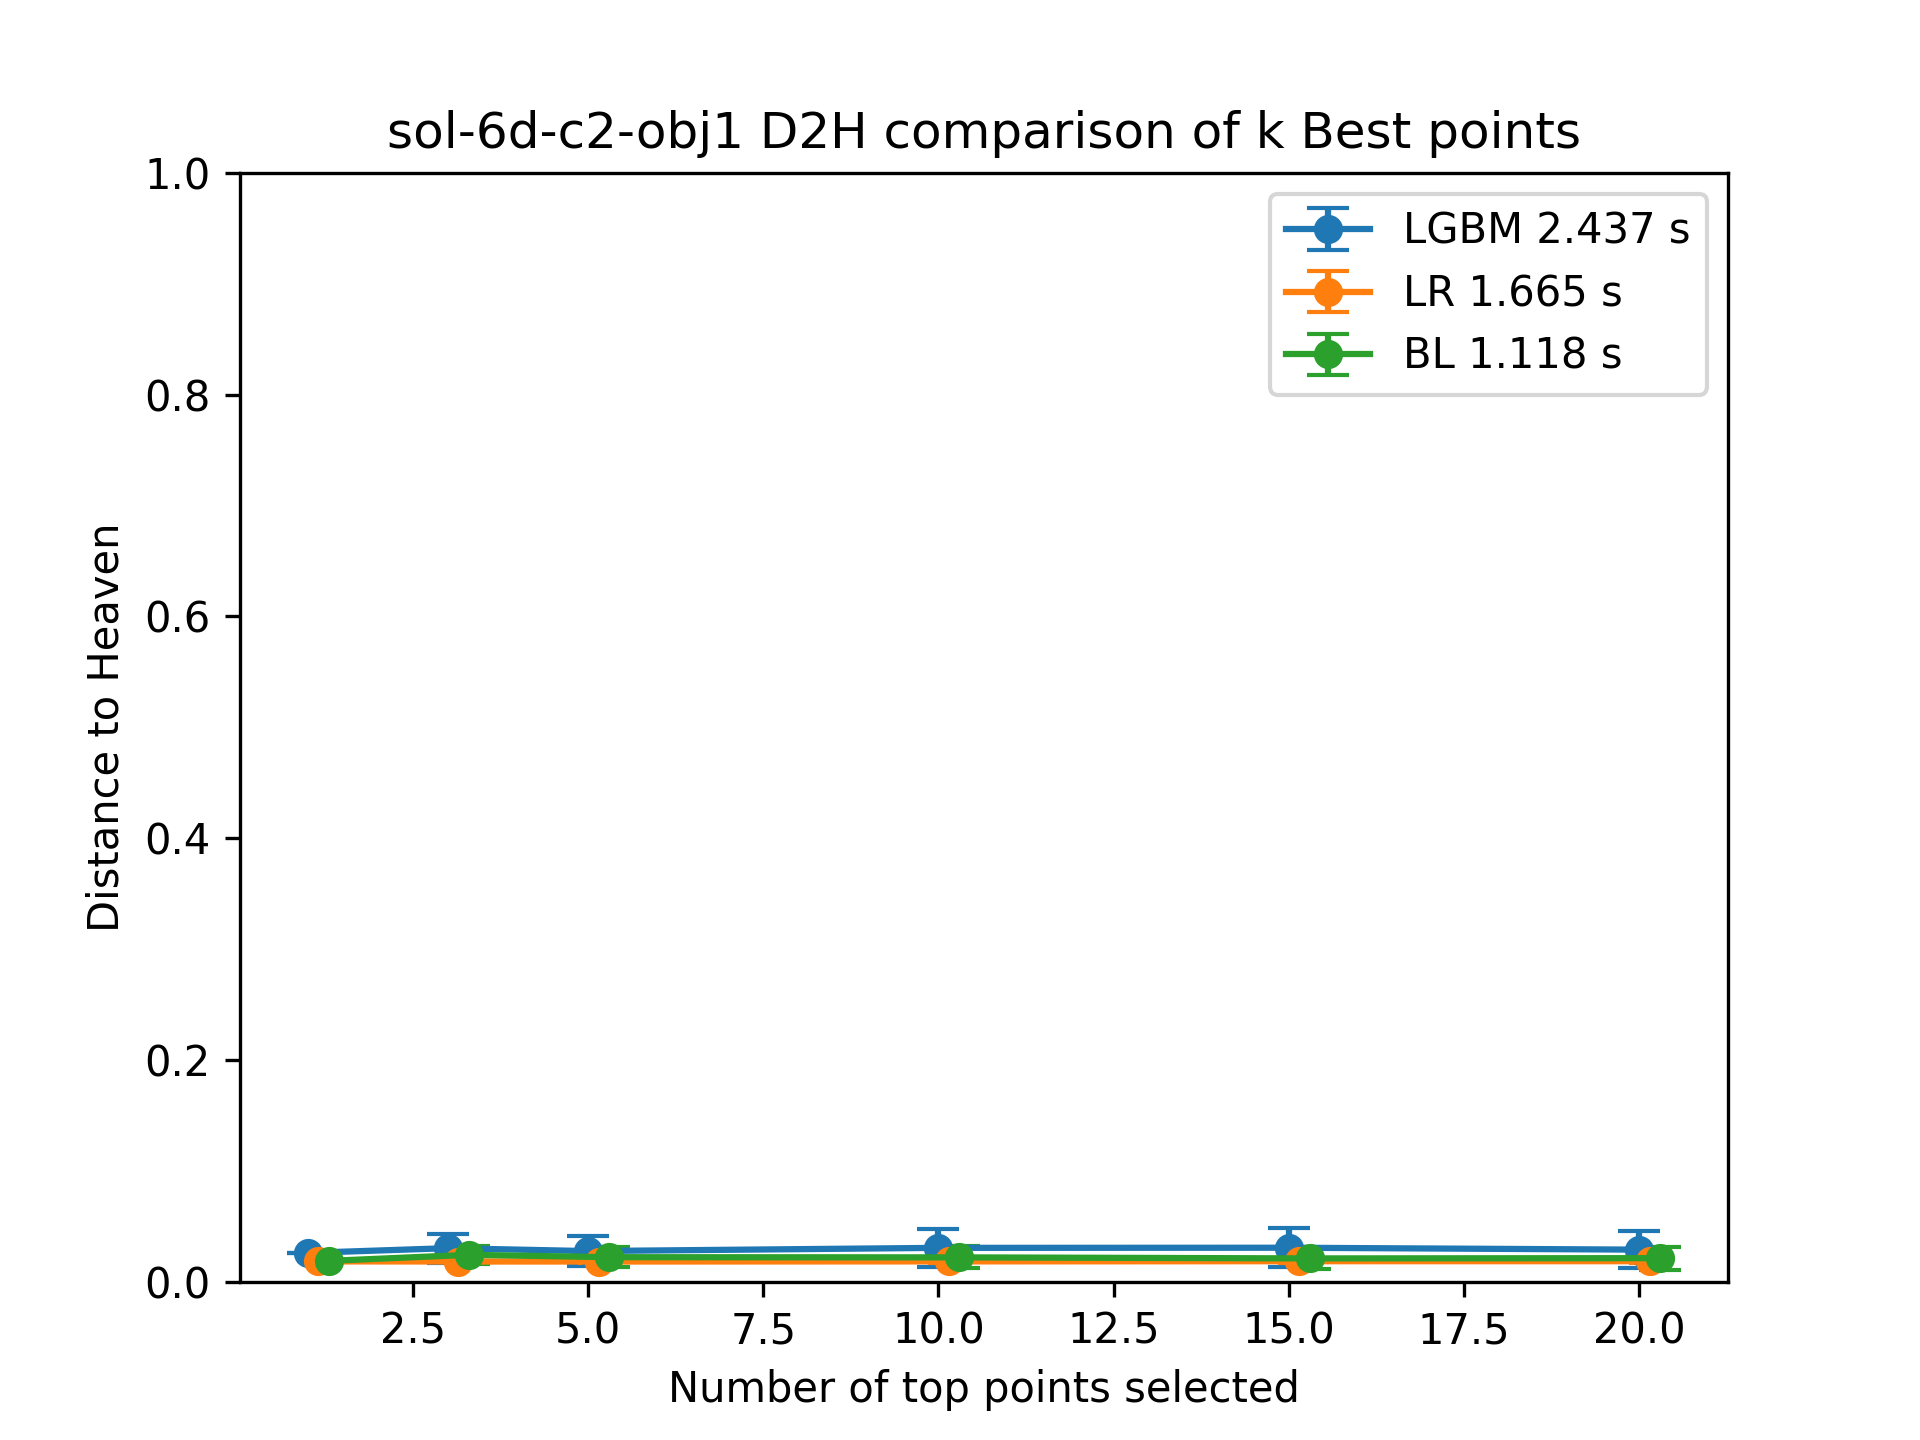 sol-6d-c2-obj1 D2H comparison of k Best points
1.0
0.8
0.6
0.4
0.2
0.0
Distance to Heaven
LGBM 2.437 s
LR 1.665 s
BL 1.118 s
2.5 5.0 7.5 10.0 12.5 15.0 17.5 20.0
Number of top points selected